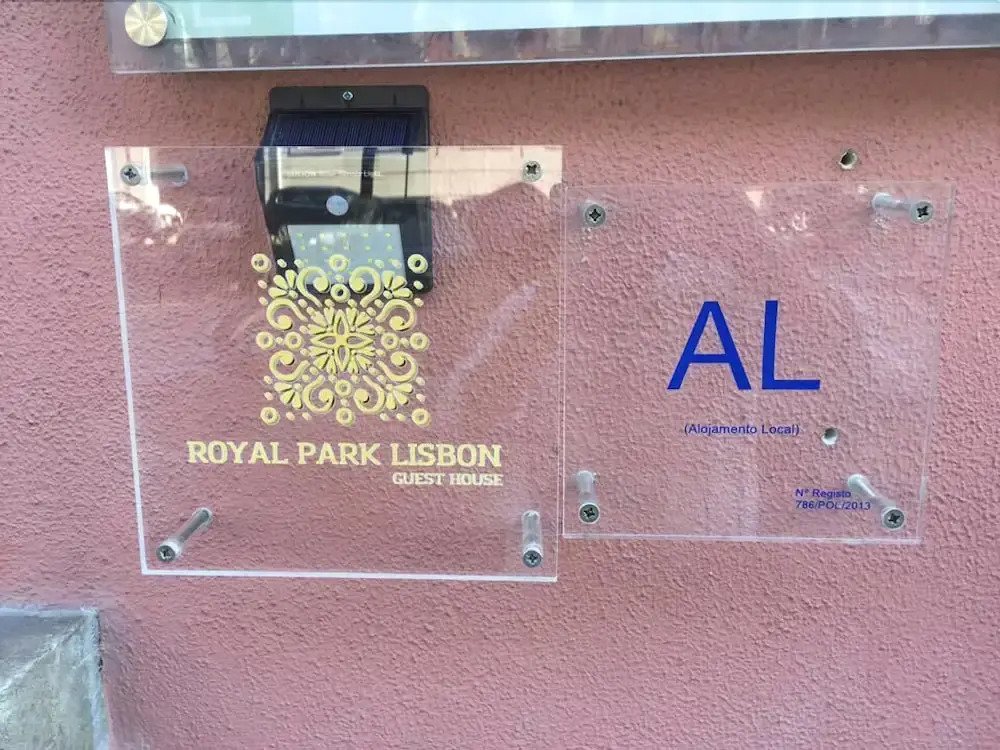 ROYAL PARK LISBON
GUEST HOUSE
AL
(Alojamento Local)
Nº Registo
786/POL/2013